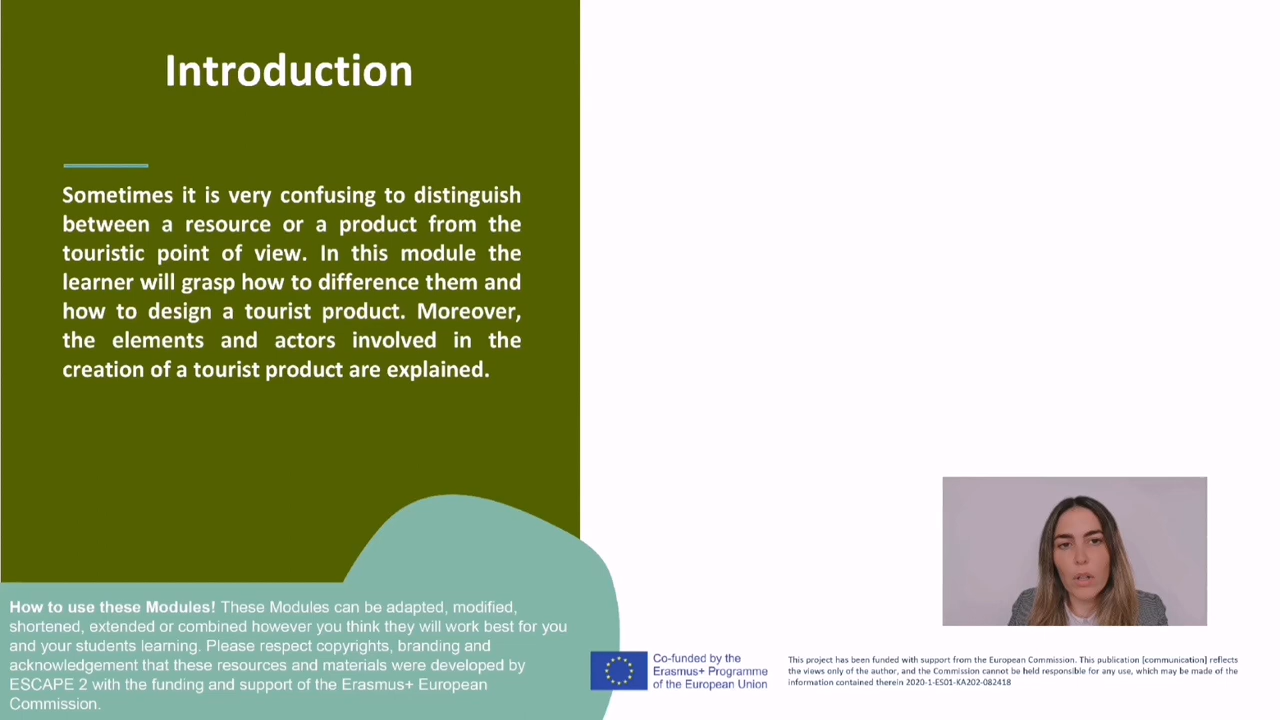 Introduction
Sometimes it is very confusing to distinguish
between a resource or a product from the
touristic point of view. In this module the
learner will grasp how to difference them and
how to design a tourist product. Moreover,
the elements and actors involved in the
creation of a tourist product are explained.
How to use these Modules! These Modules can be adapted, modified,
shortened, extended or combined however you think they will work best for you
and your students learning. Please respect copyrights, branding and
acknowledgement that these resources and materials were developed by
ESCAPE 2 with the funding and support of the Erasmus+ European
Commission.
Co-funded by the
Erasmus+ Programme
of the European Union
This project has been funded with support from the European Commission. This publication [communication] reflects
the views only of the author, and the Commission cannot be held responsible for any use, which may be made of the
information contained therein 2020-1-ES01-KA202-082418